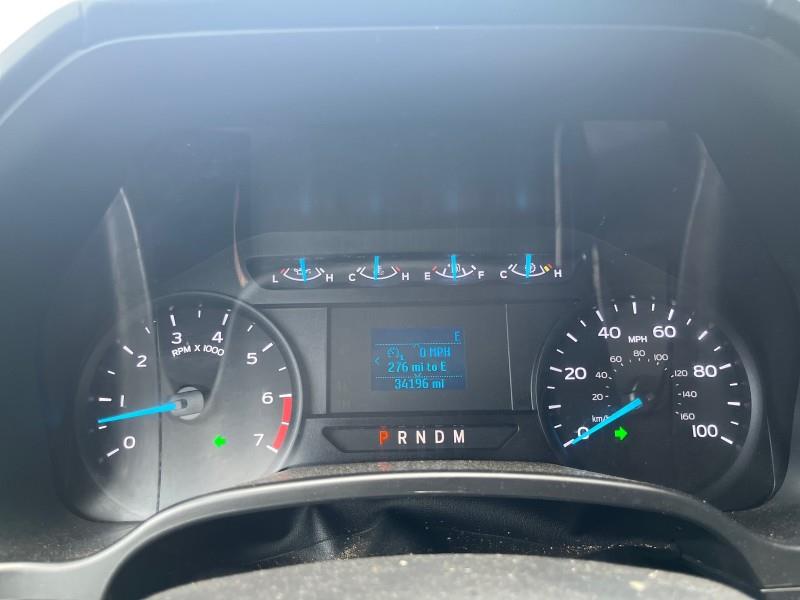 L H C H E F C H
0 1 2 3 4 5 6 7
RPM X 1000
E
0 MPH
276 mi to E
34196 mi
P R N D M
0 20 40 60 80 100
MPH
20 40 60 80 100 120 140 160
km/h